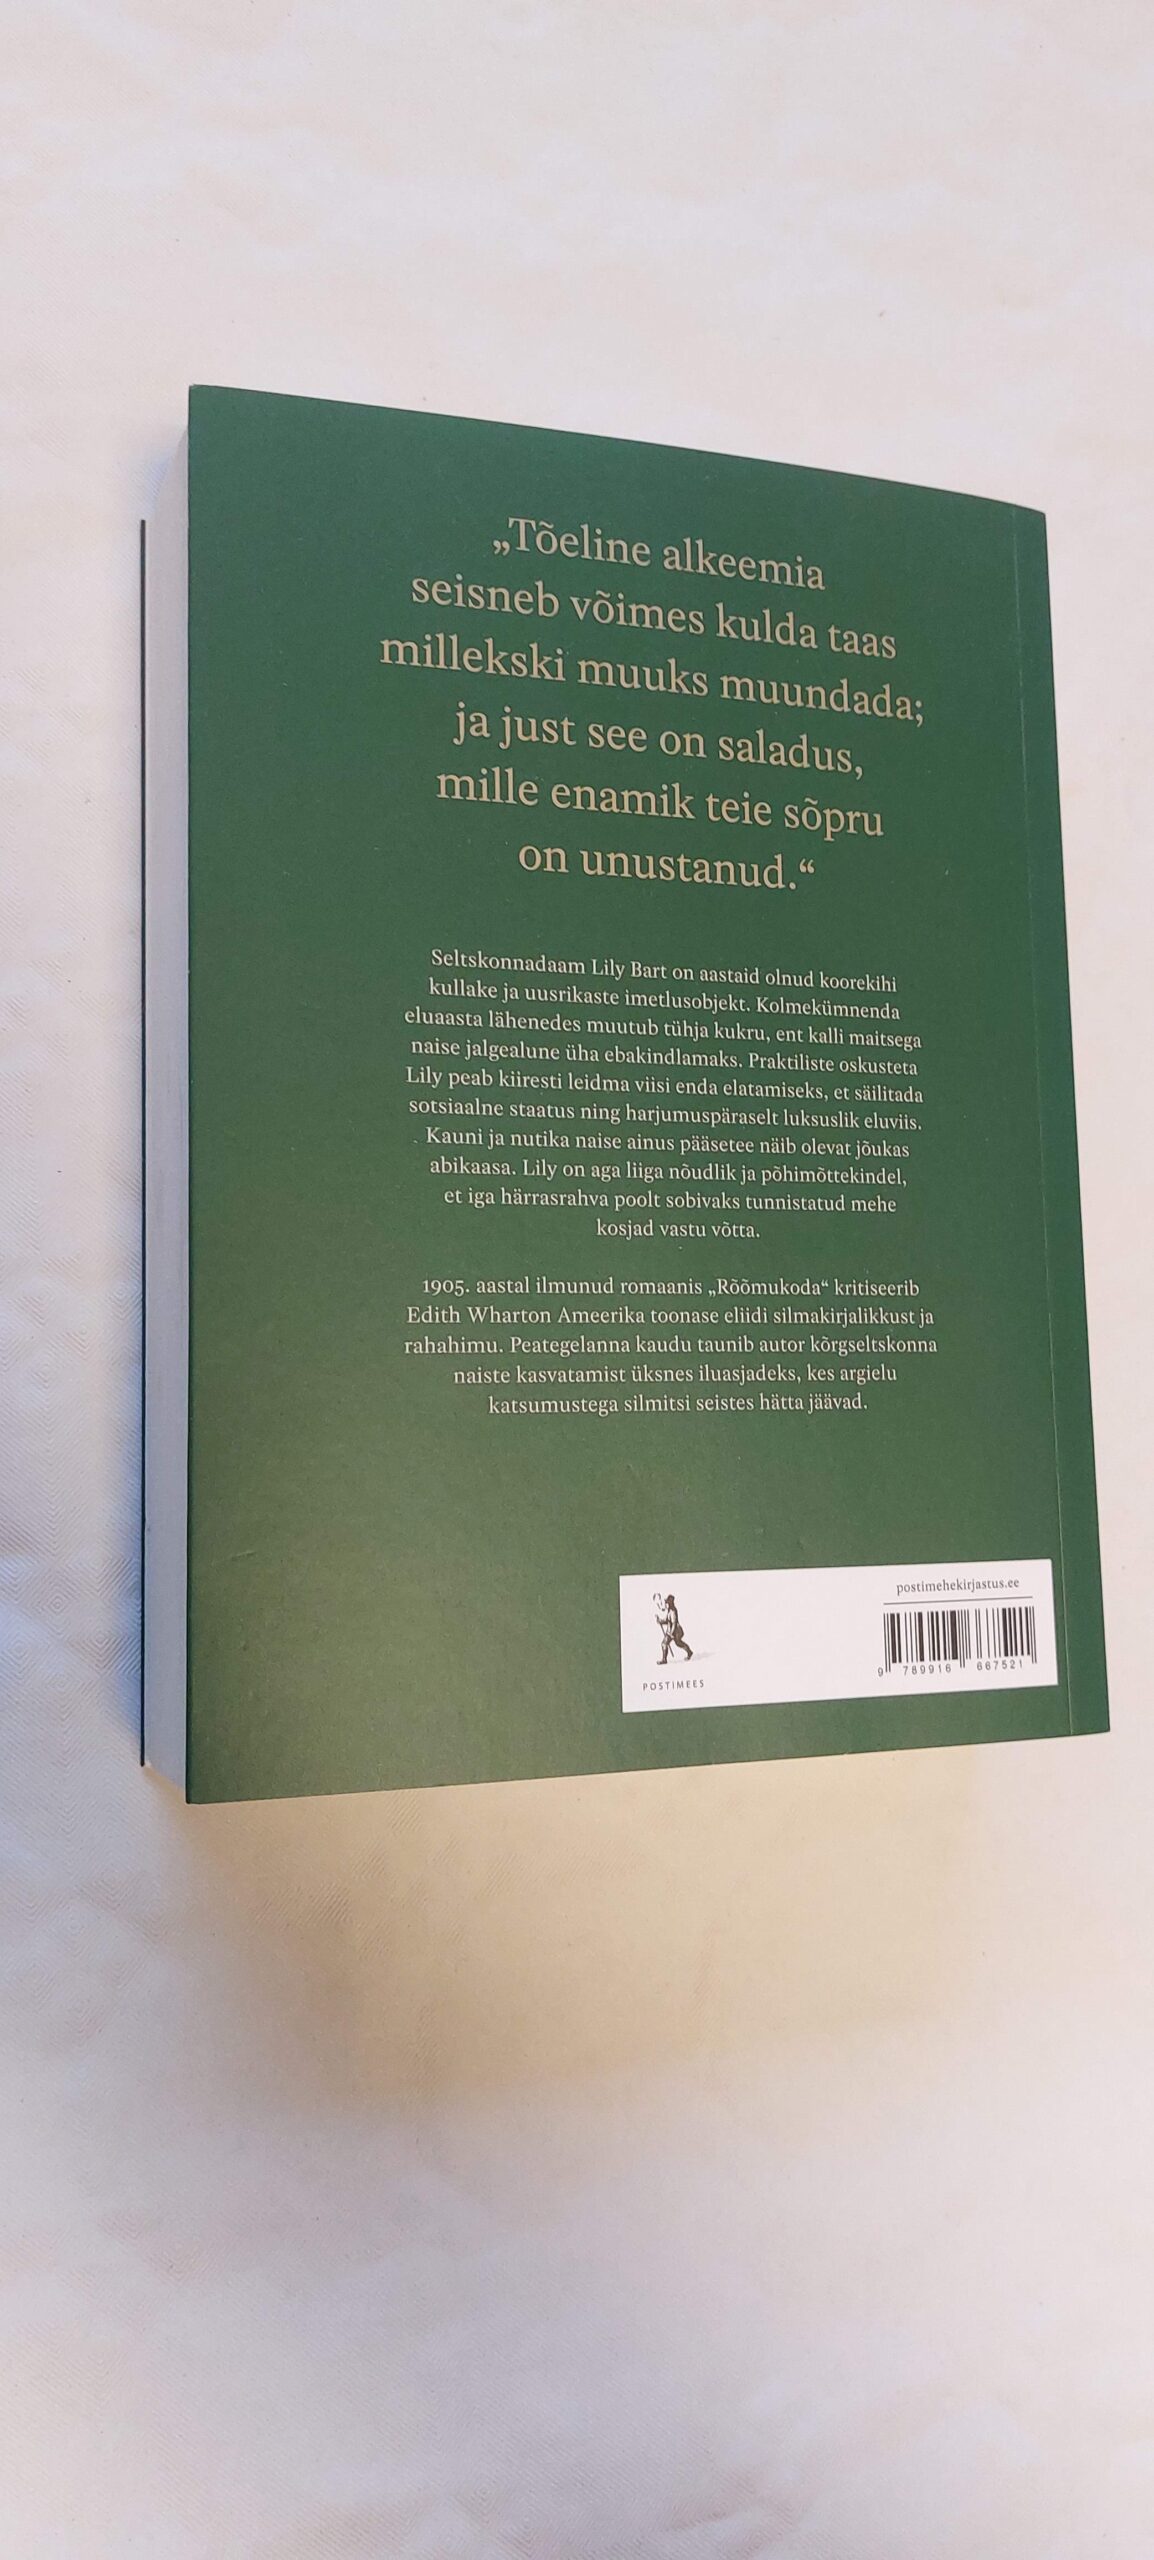 „Tõeline alkeemia
seisneb võimes kulda taas
millekski muuks muundada;
ja just see on saladus,
mille enamik teie sõpru
on unustanud.“
Seltskonnadaam Lily Bart on aastaid olnud koorekihi
kullake ja uusrikaste imetlusobjekt. Kolmekümnenda
eluaasta lähenedes muutub tühja kukru, ent kalli maitsega
naise jalgealune üha ebakindlamaks. Praktiliste oskusteta
Lily peab kiiresti leidma viisi enda elatamiseks, et säilitada
sotsiaalne staatus ning harjumuspäraselt luksuslik eluviis.
Kauni ja nutika naise ainus pääsetee näib olevat jõukas
abikaasa. Lily on aga liiga nõudlik ja põhimõttekindel,
et iga härrasrahva poolt sobivaks tunnistatud mehe
kosjad vastu võtta.
1905. aastal ilmunud romaanis „Rõõmukoda“ kritiseerib
Edith Wharton Ameerika toonase eliidi silmakirjalikkust ja
rahahimu. Peategelanna kaudu taunib autor kõrgseltskonna
naiste kasvatamist üksnes iluasjadeks, kes argielu
katsumustega silmitsi seistes hätta jäävad.
postimehekirjastus.ee
POSTIMEES
9 789916 667521